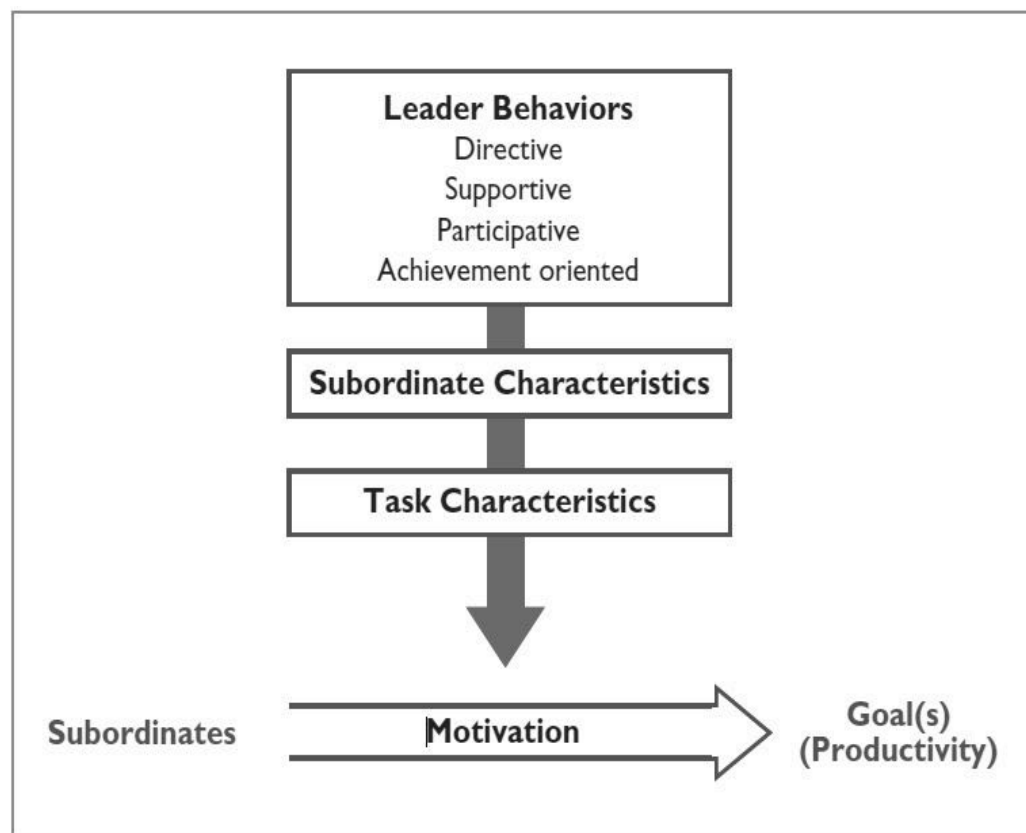 Leader Behaviors
Directive
Supportive
Participative
Achievement oriented
Subordinate Characteristics
Task Characteristics
Subordinates
Motivation
Goal(s)
(Productivity)